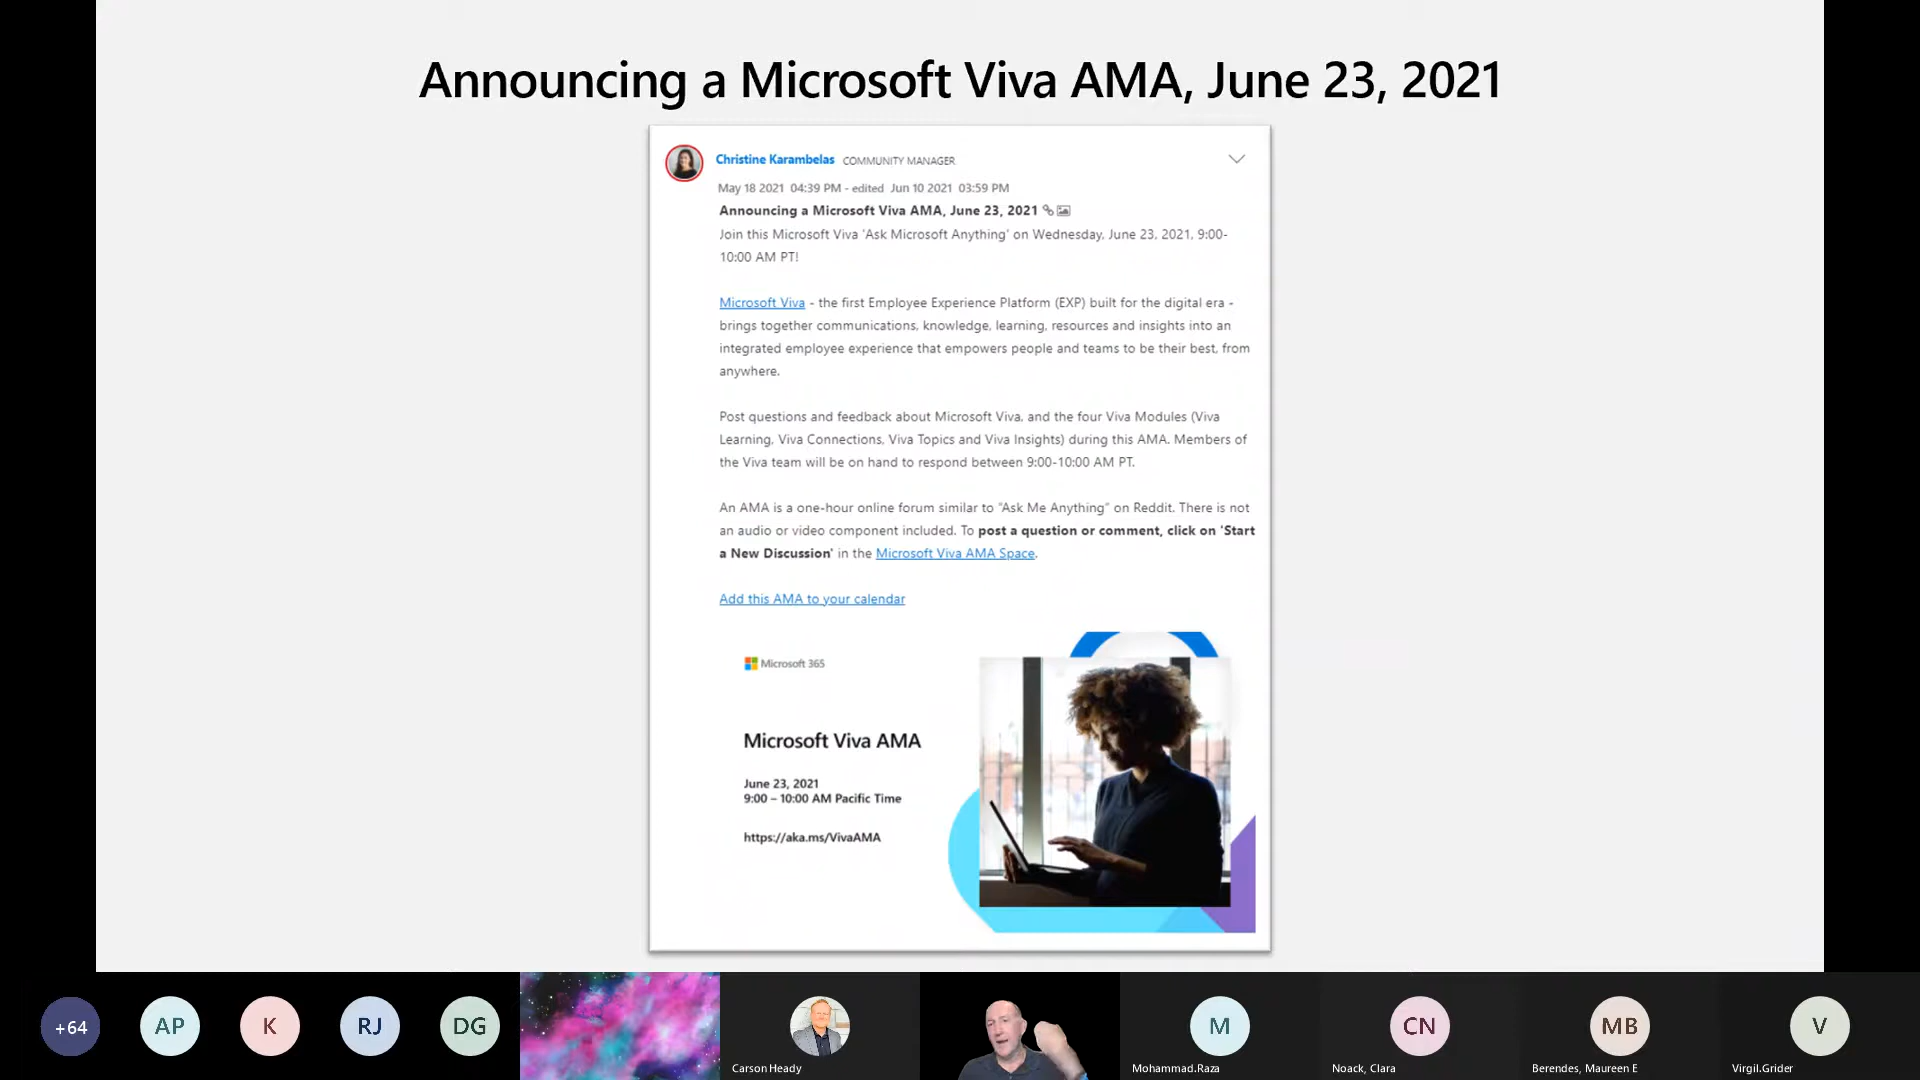 Announcing a Microsoft Viva AMA, June 23, 2021
Christine Karambelas COMMUNITY MANAGER
May 18 2021 04:39 PM - edited Jun 10 2021 03:59 PM
Announcing a Microsoft Viva AMA, June 23, 2021
Join this Microsoft Viva 'Ask Microsoft Anything' on Wednesday, June 23, 2021, 9:00-
10:00 AM PT!
Microsoft Viva - the first Employee Experience Platform (EXP) built for the digital era -
brings together communications, knowledge, learning, resources and insights into an
integrated employee experience that empowers people and teams to be their best, from
anywhere.
Post questions and feedback about Microsoft Viva, and the four Viva Modules (Viva
Learning, Viva Connections, Viva Topics and Viva Insights) during this AMA. Members of
the Viva team will be on hand to respond between 9:00-10:00 AM PT.
An AMA is a one-hour online forum similar to "Ask Me Anything" on Reddit. There is not
an audio or video component included. To post a question or comment, click on 'Start
a New Discussion' in the Microsoft Viva AMA Space.
Add this AMA to your calendar
Microsoft 365
Microsoft Viva AMA
June 23, 2021
9:00 – 10:00 AM Pacific Time
https://aka.ms/VivaAMA
+64
AP
K
RJ
DG
Carson Heady
M
Mohammad.Raza
CN
Noack, Clara
MB
Berendes, Maureen E
V
Virgil.Grider